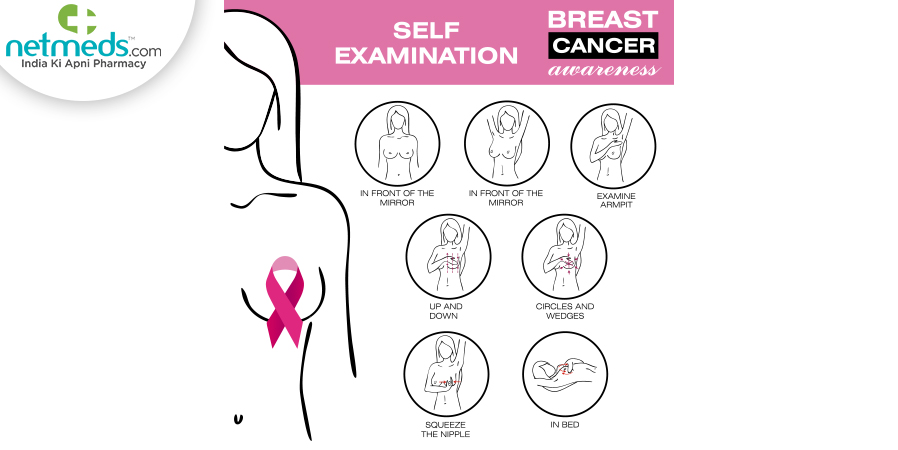 netmeds.com™
India Ki Apni Pharmacy
SELF
EXAMINATION
BREAST
CANCER
awareness
IN FRONT OF THE
MIRROR
IN FRONT OF THE
MIRROR
EXAMINE
ARMPIT
UP AND
DOWN
CIRCLES AND
WEDGES
SQUEEZE
THE NIPPLE
IN BED